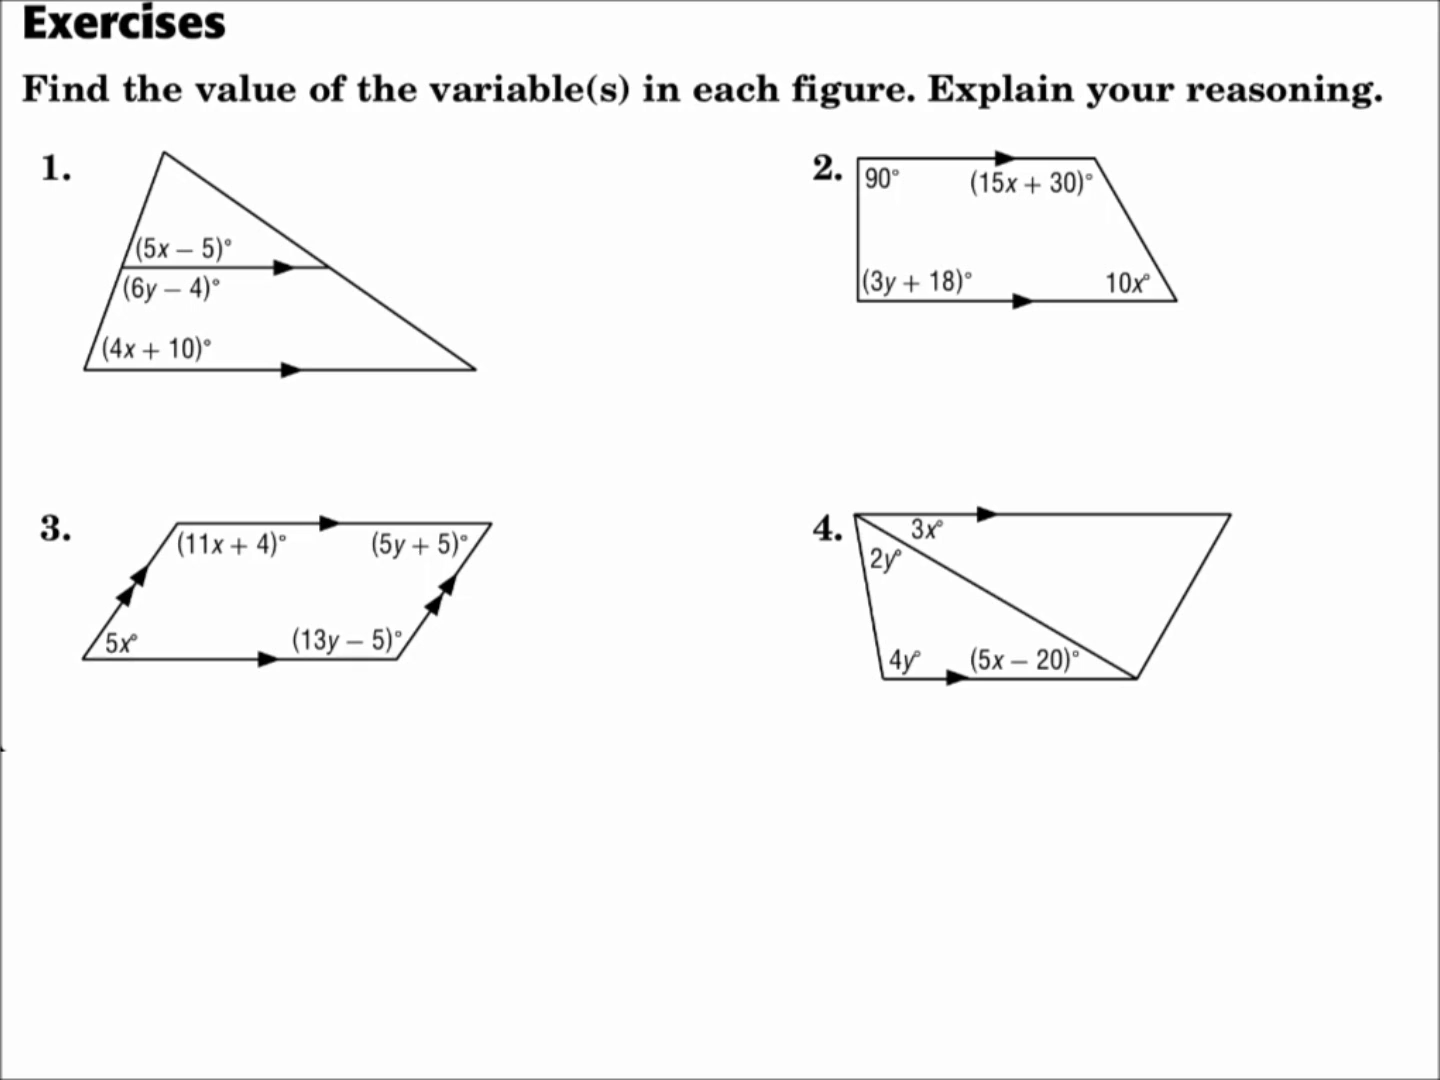 Exercises
Find the value of the variable(s) in each figure. Explain your reasoning.
1.
(5x – 5)°
(6y – 4)°
(4x + 10)°
2.
90°
(15x + 30)°
(3y + 18)°
10x°
3.
(11x + 4)°
(5y + 5)°
5x°
(13y – 5)°
4.
3x°
2y°
4y°
(5x – 20)°